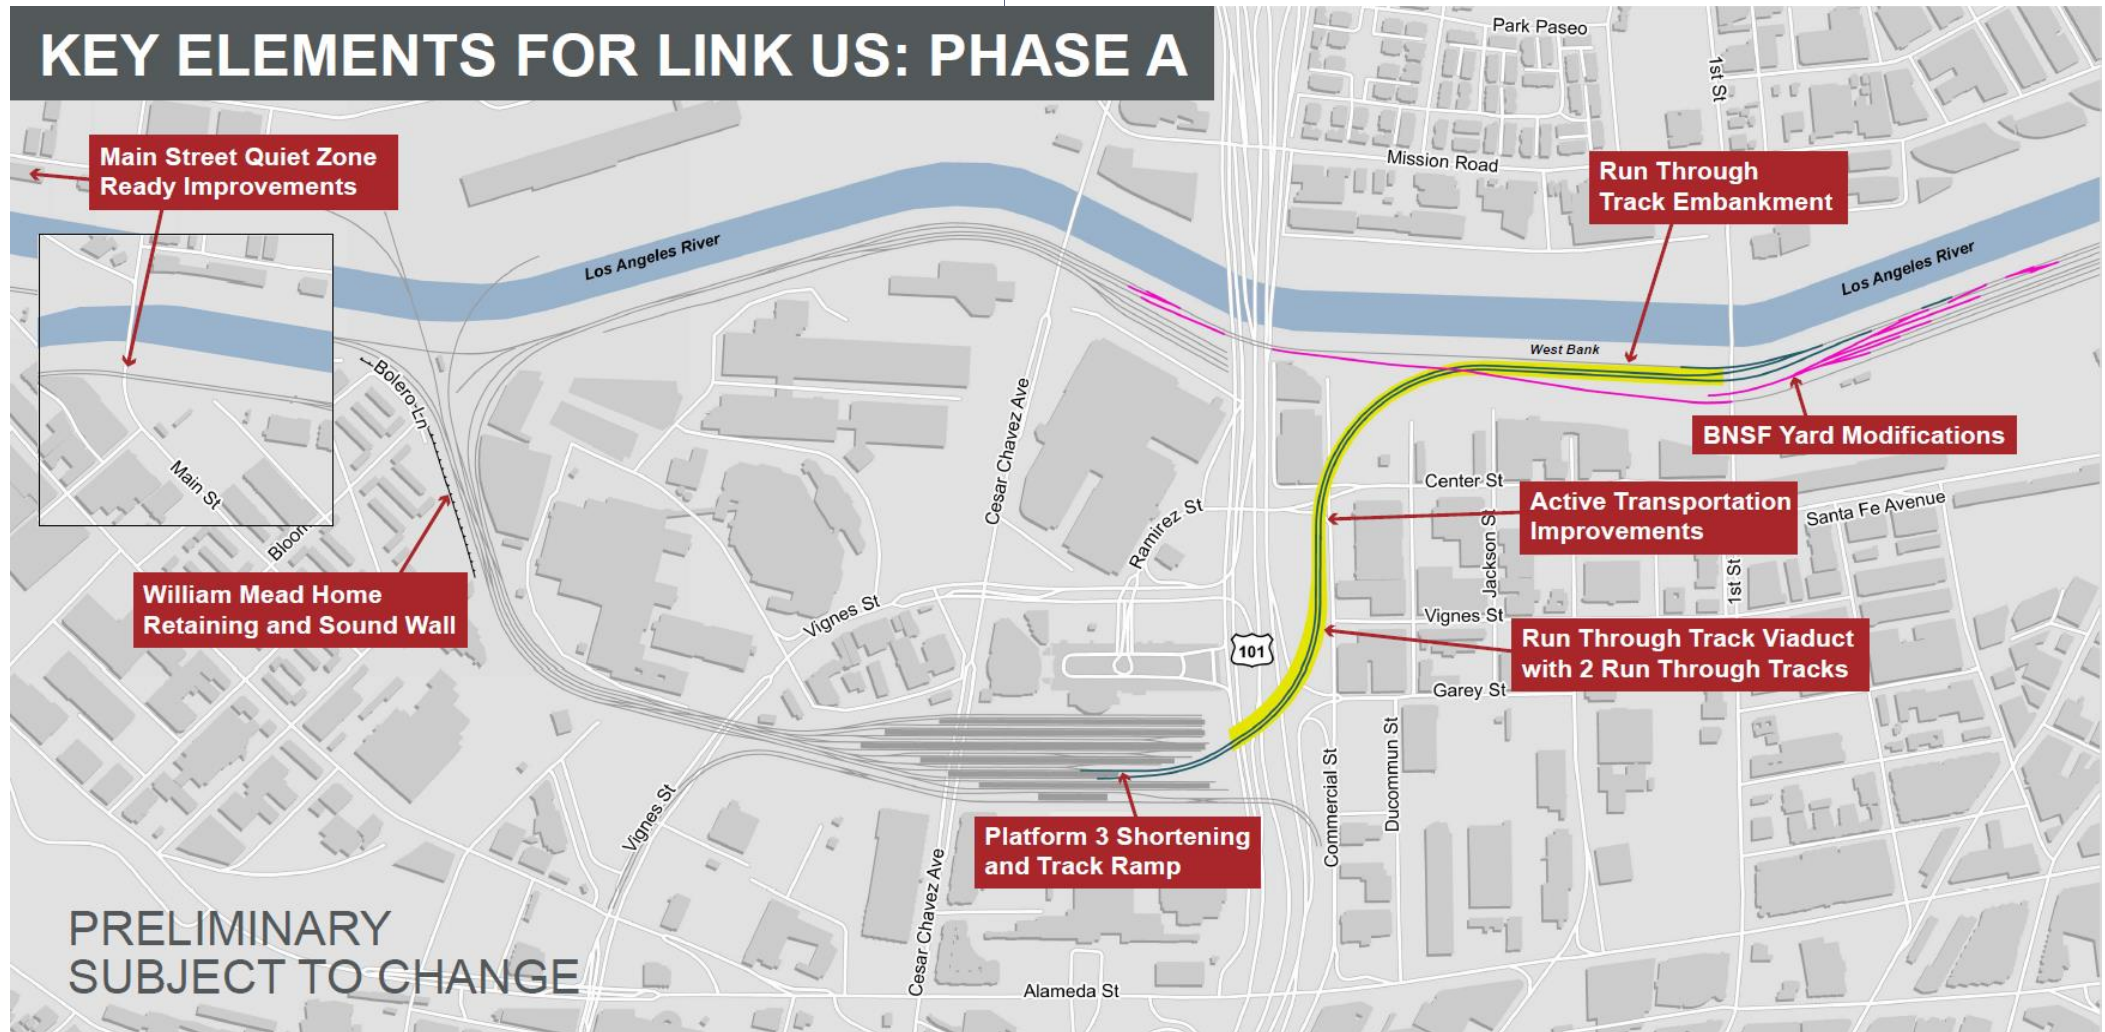 KEY ELEMENTS FOR LINK US: PHASE A
Park Paseo
1st St
Main Street Quiet Zone
Ready Improvements
Mission Road
Run Through
Track Embankment
Los Angeles River
Los Angeles River
West Bank
Bolero Ln
BNSF Yard Modifications
Cesar Chavez Ave
Main St
Center St
Active Transportation
Improvements
Santa Fe Avenue
Ramirez St
Jackson St
Bloom
William Mead Home
Retaining and Sound Wall
1st St
Vignes St
Vignes St
101
Run Through Track Viaduct
with 2 Run Through Tracks
Garey St
Ducommun St
Commercial St
Vignes St
Platform 3 Shortening
and Track Ramp
Cesar Chavez Ave
PRELIMINARY
SUBJECT TO CHANGE
Alameda St